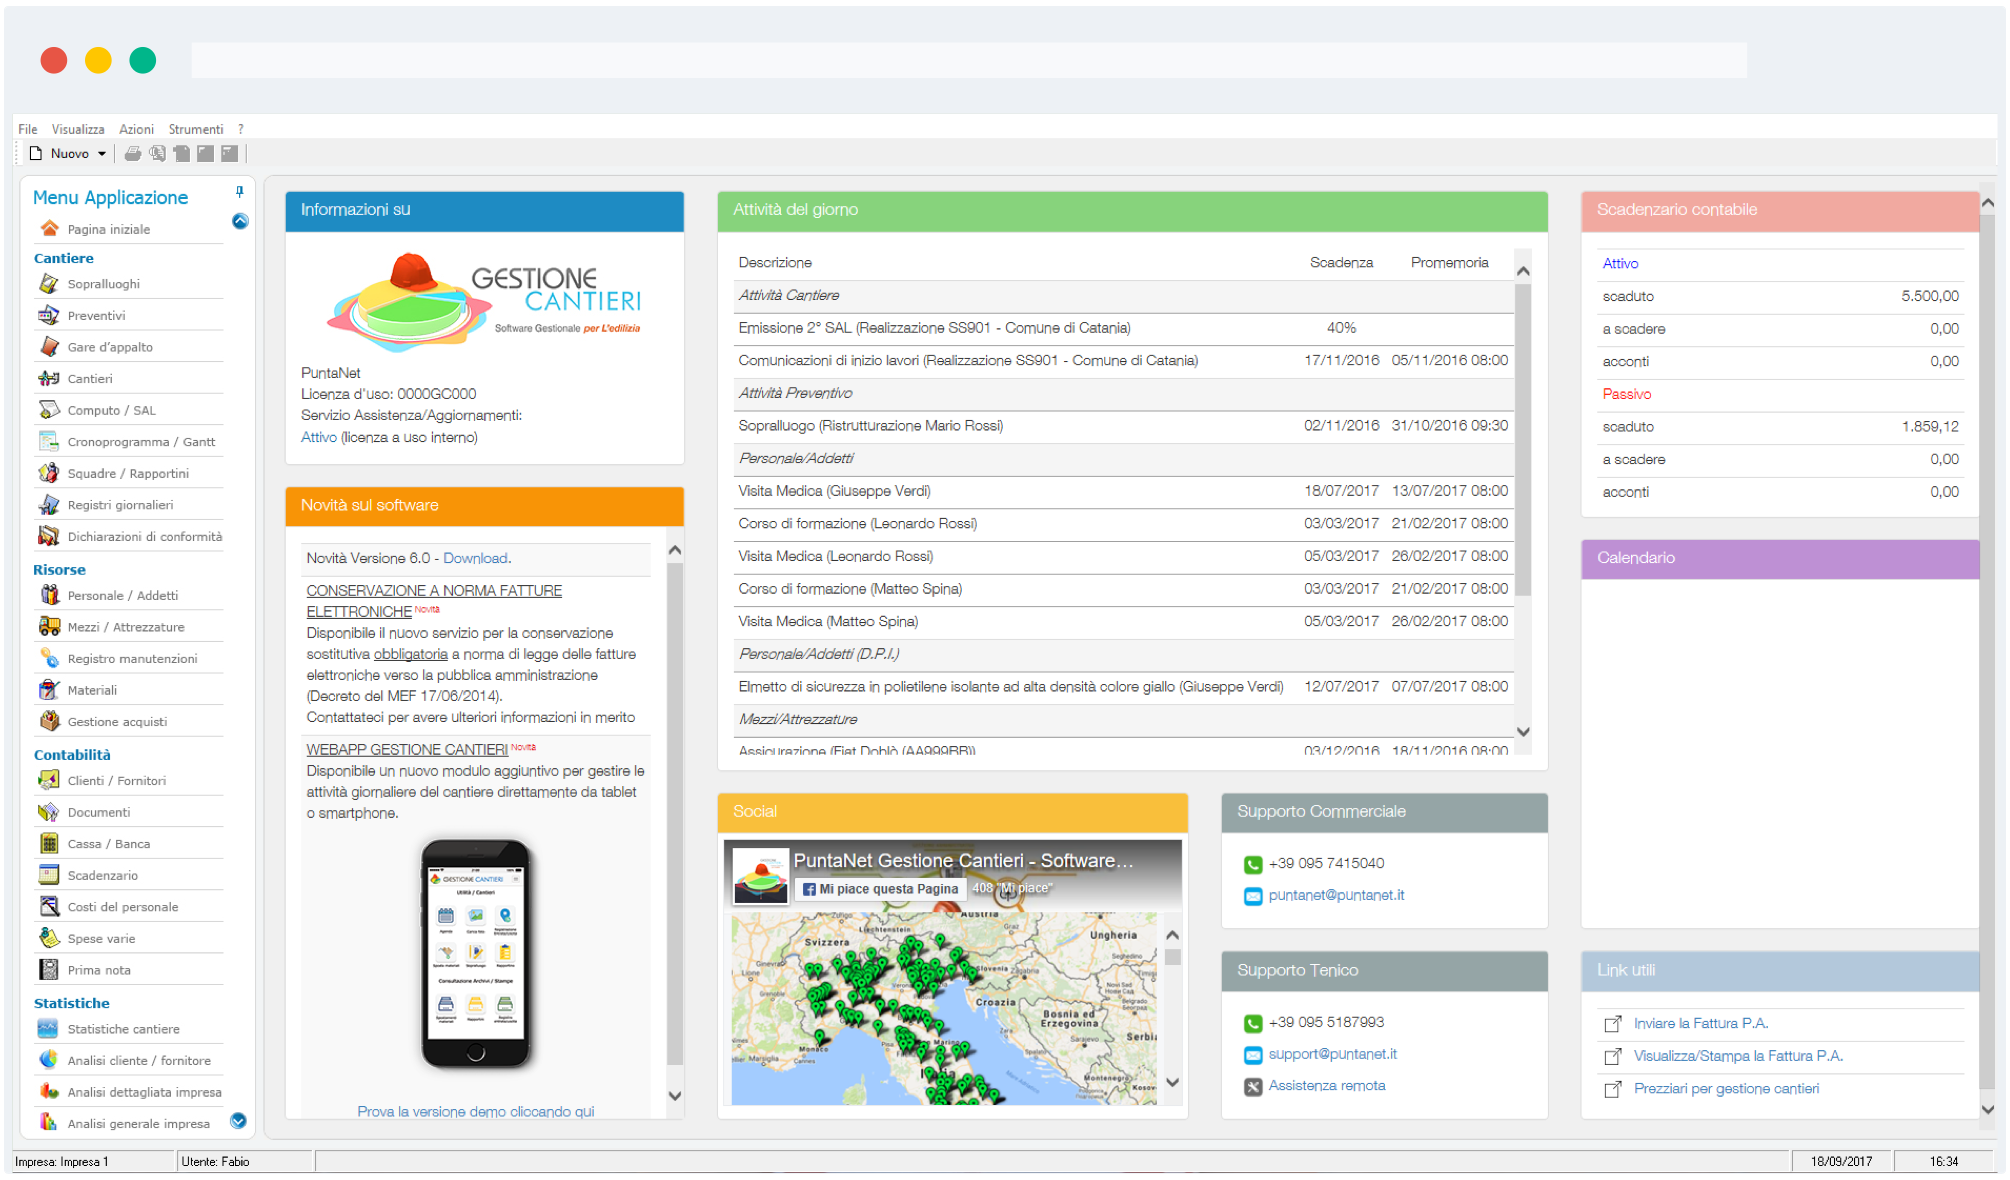 File Visualizza Azioni Strumenti ?
Nuovo
Menu Applicazione
Pagina iniziale
Cantiere
Sopralluoghi
Preventivi
Gare d'appalto
Cantieri
Computo / SAL
Cronoprogramma / Gantt
Squadre / Rapportini
Registri giornalieri
Dichiarazioni di conformità
Risorse
Personale / Addetti
Mezzi / Attrezzature
Registro manutenzioni
Materiali
Gestione acquisti
Contabilità
Clienti / Fornitori
Documenti
Cassa / Banca
Scadenzario
Costi del personale
Spese varie
Prima nota
Statistiche
Statistiche cantiere
Analisi cliente / fornitore
Analisi dettagliata impresa
Analisi generale impresa
Informazioni su
GESTIONE
CANTIERI
Software Gestionale per L'edilizia
PuntaNet
Licenza d'uso: 0000GC000
Servizio Assistenza/Aggiornamenti:
Attivo (licenza a uso interno)
Novità sul software
Novità Versione 6.0 - Download.
CONSERVAZIONE A NORMA FATTURE
ELETTRONICHE Novità
Disponibile il nuovo servizio per la conservazione
sostitutiva obbligatoria a norma di legge delle fatture
elettroniche verso la pubblica amministrazione
(Decreto del MEF 17/06/2014).
Contattateci per avere ulteriori informazioni in merito
WEBAPP GESTIONE CANTIERI Novità
Disponibile un nuovo modulo aggiuntivo per gestire le
attività giornaliere del cantiere direttamente da tablet
o smartphone.
GESTIONE CANTIERI
Utilità / Cantieri
Consultazione Archivi / Stampe
Prova la versione demo cliccando qui
Attività del giorno
Descrizione Scadenza Promemoria
Attività Cantiere
Emissione 2° SAL (Realizzazione SS901 - Comune di Catania) 40%
Comunicazioni di inizio lavori (Realizzazione SS901 - Comune di Catania) 17/11/2016 05/11/2016 08:00
Attività Preventivo
Sopralluogo (Ristrutturazione Mario Rossi) 02/11/2016 31/10/2016 09:30
Personale/Addetti
Visita Medica (Giuseppe Verdi) 18/07/2017 13/07/2017 08:00
Corso di formazione (Leonardo Rossi) 03/03/2017 21/02/2017 08:00
Visita Medica (Leonardo Rossi) 05/03/2017 26/02/2017 08:00
Corso di formazione (Matteo Spina) 03/03/2017 21/02/2017 08:00
Visita Medica (Matteo Spina) 05/03/2017 26/02/2017 08:00
Personale/Addetti (D.P.I.)
Elmetto di sicurezza in polietilene isolante ad alta densità colore giallo (Giuseppe Verdi) 12/07/2017 07/07/2017 08:00
Mezzi/Attrezzature
Assicurazione (Fiat Doblò (AA999BB)) 03/12/2016 18/11/2016 08:00
Social
PuntaNet Gestione Cantieri - Software...
Mi piace questa Pagina 408 "Mi piace"
Austria
Liechtenstein
Graz
Svizzera
Ungheria
Slovenia
Croazia
Bosnia ed
Erzegovina
Serbi
Monaco
Sarajevo
Montenegro
Supporto Commerciale
+39 095 7415040
puntanet@puntanet.it
Supporto Tenico
+39 095 5187993
support@puntanet.it
Assistenza remota
Scadenzario contabile
Attivo
scaduto 5.500,00
a scadere 0,00
acconti 0,00
Passivo
scaduto 1.859,12
a scadere 0,00
acconti 0,00
Calendario
Link utili
Inviare la Fattura P.A.
Visualizza/Stampa la Fattura P.A.
Prezziari per gestione cantieri
Impresa: Impresa 1 Utente: Fabio 18/09/2017 16:34